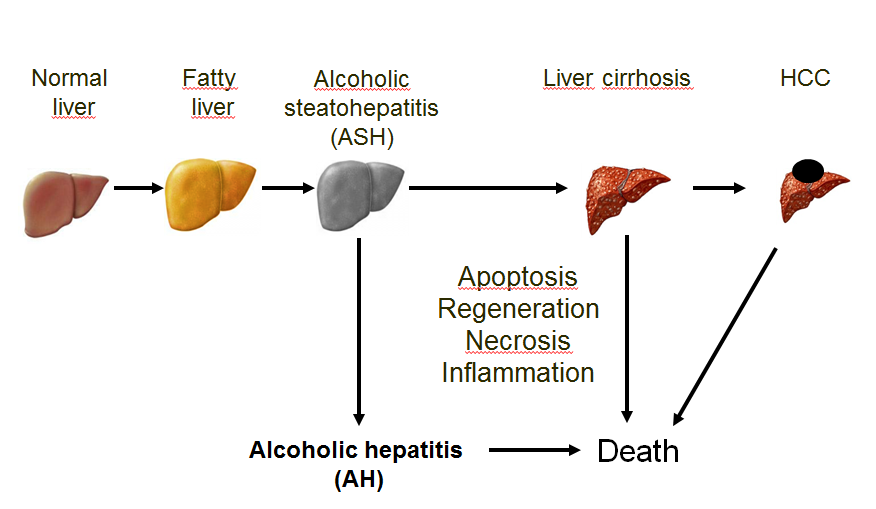 Normal
liver
Fatty
liver
Alcoholic
steatohepatitis
(ASH)
Liver cirrhosis
HCC
Apoptosis
Regeneration
Necrosis
Inflammation
Alcoholic hepatitis
(AH)
Death